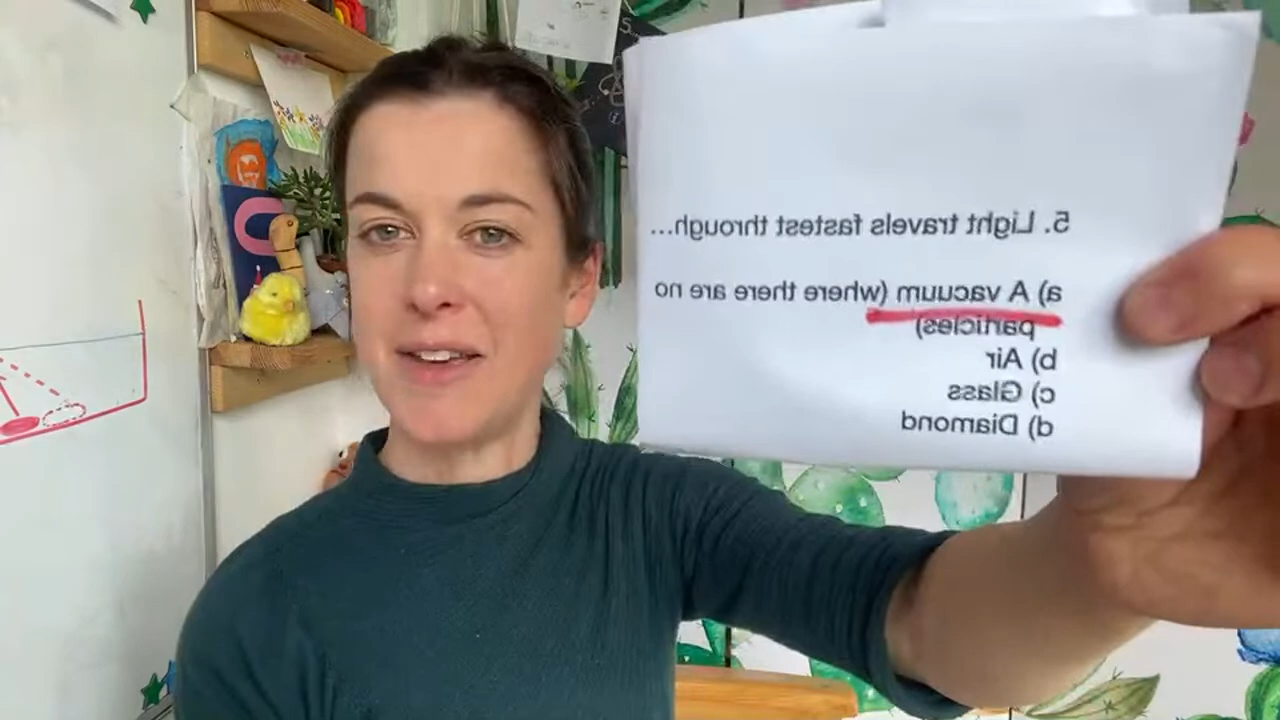 5. Light travels fastest through...
a) A vacuum (where there are no
particles)
b) Air
c) Glass
d) Diamond